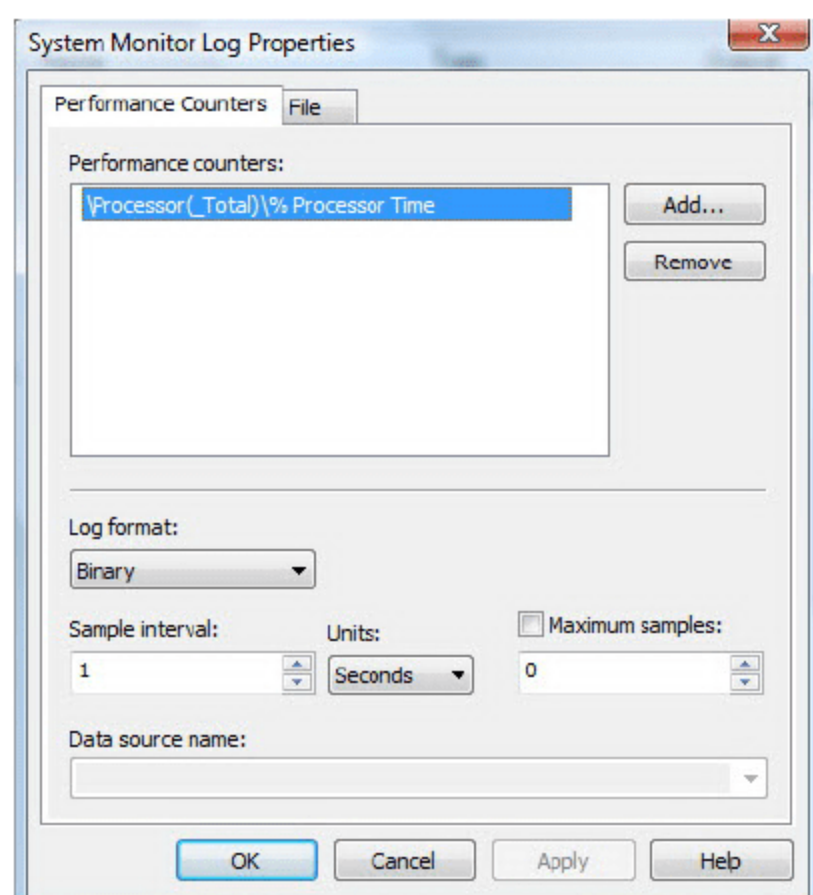 System Monitor Log Properties
Performance Counters
File
Performance counters:
\Processor(_Total)\% Processor Time
Add...
Remove
Log format:
Binary
Sample interval:
Units:
Maximum samples:
1
Seconds
0
Data source name:
OK
Cancel
Apply
Help